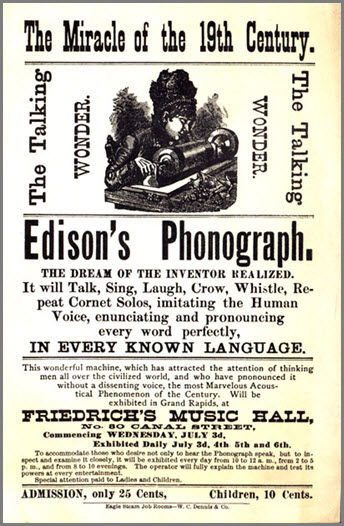 The Miracle of the 19th Century.
The Talking
WONDER.
WONDER.
The Talking
Edison's Phonograph.
THE DREAM OF THE INVENTOR REALIZED.
It will Talk, Sing, Laugh, Crow, Whistle, Re-
peat Cornet Solos, imitating the Human
Voice, enunciating and pronouncing
every word perfectly,
IN EVERY KNOWN LANGUAGE.
This wonderful machine, which has attracted the attention of thinking
men all over the civilized world, and who have pronounced it
without a dissenting voice, the most Marvelous Acous-
tical Phenomenon of the Century. Will be
exhibited in Grand Rapids, at
FRIEDRICH'S MUSIC HALL,
No. 80 CANAL STREET,
Commencing WEDNESDAY, JULY 3d,
Exhibited Daily July 3d, 4th 5th and 6th.
To accommodate those who desire not only to hear the Phonograph speak, but to in-
spect and examine it closely, it will be exhibited every day from 10 to 12 a. m., from 2 to 5
p. m., and from 8 to 10 evenings. The operator will fully explain the machine and test its
powers at every entertainment.
Special attention paid to Ladies and Children.
ADMISSION, only 25 Cents, Children, 10 Cents.
Eagle Steam Job Rooms—W. C. Dennis & Co.